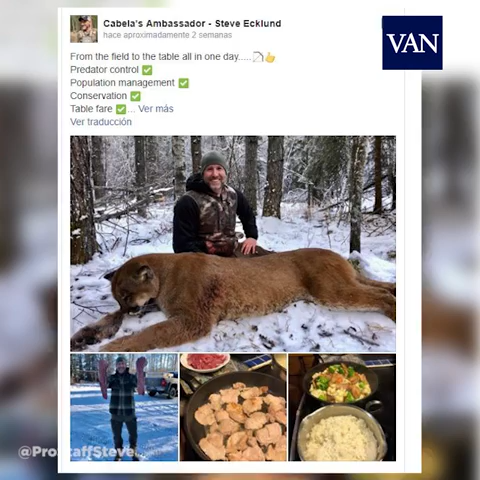 Cabela's Ambassador - Steve Ecklund
hace aproximadamente 2 semanas
VAN
From the field to the table all in one day.....🏹👍
Predator control ✅
Population management ✅
Conservation ✅
Table fare ✅... Ver más
Ver traducción
@ProStaffSteve